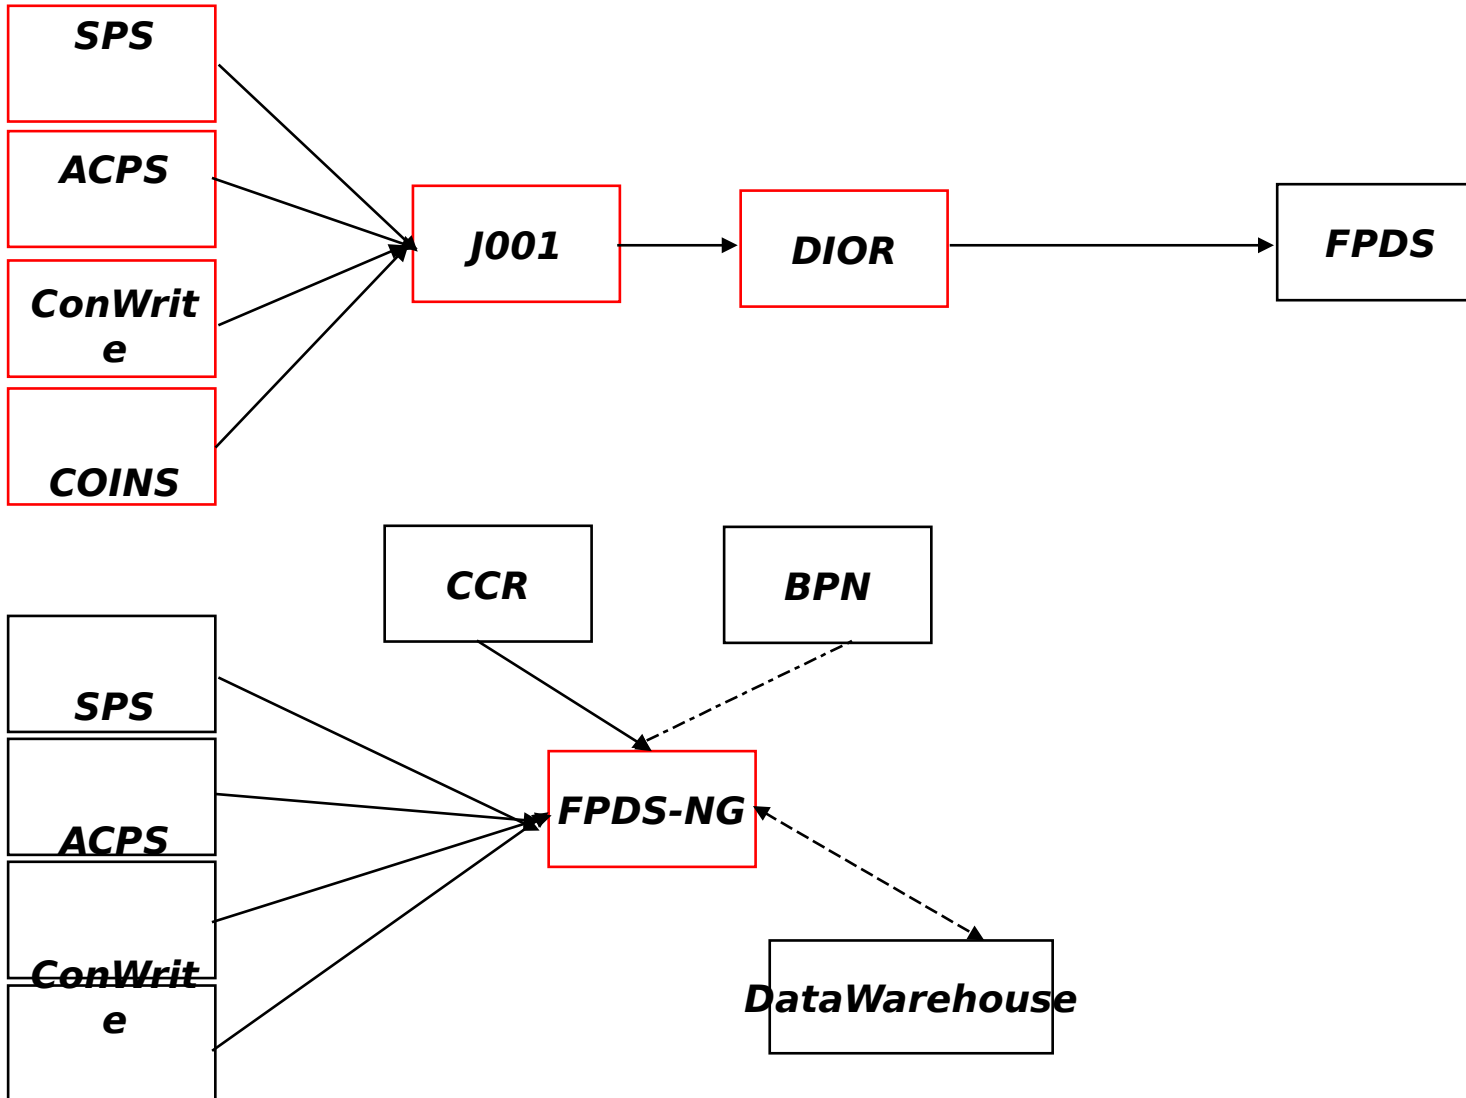 SPS
ACPS
ConWrit
e
COINS
J001
DIOR
FPDS
CCR
BPN
SPS
ACPS
ConWrit
e
FPDS-NG
DataWarehouse